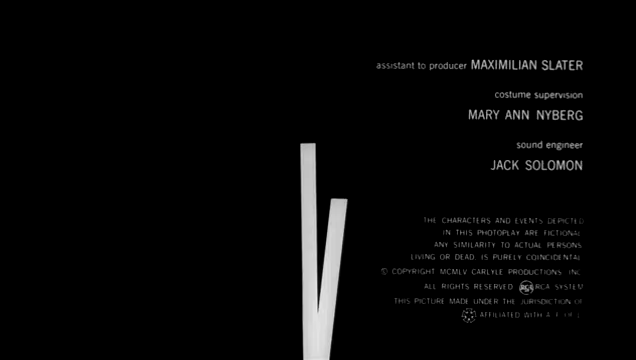 assistant to producer MAXIMILIAN SLATER
costume supervision
MARY ANN NYBERG
sound engineer
JACK SOLOMON
THE CHARACTERS AND EVENTS DEPICTED
IN THIS PHOTOPLAY ARE FICTIONAL
ANY SIMILARITY TO ACTUAL PERSONS
LIVING OR DEAD, IS PURELY COINCIDENTAL
© COPYRIGHT MCMLV CARLYLE PRODUCTIONS, INC
ALL RIGHTS RESERVED RCA RCA SYSTEM
THIS PICTURE MADE UNDER THE JURISDICTION OF
AFFILIATED WITH A. F. OF L.